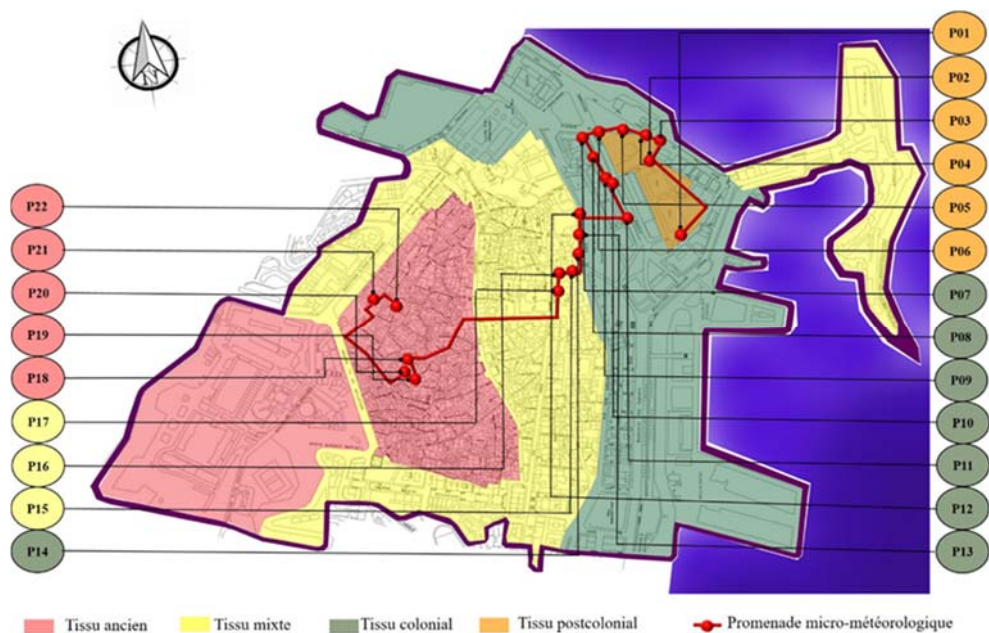 P01
P02
P03
P04
P05
P06
P07
P08
P09
P10
P11
P12
P13
P22
P21
P20
P19
P18
P17
P16
P15
P14
N
Tissu ancien
Tissu mixte
Tissu colonial
Tissu postcolonial
Promenade micro-météorologique